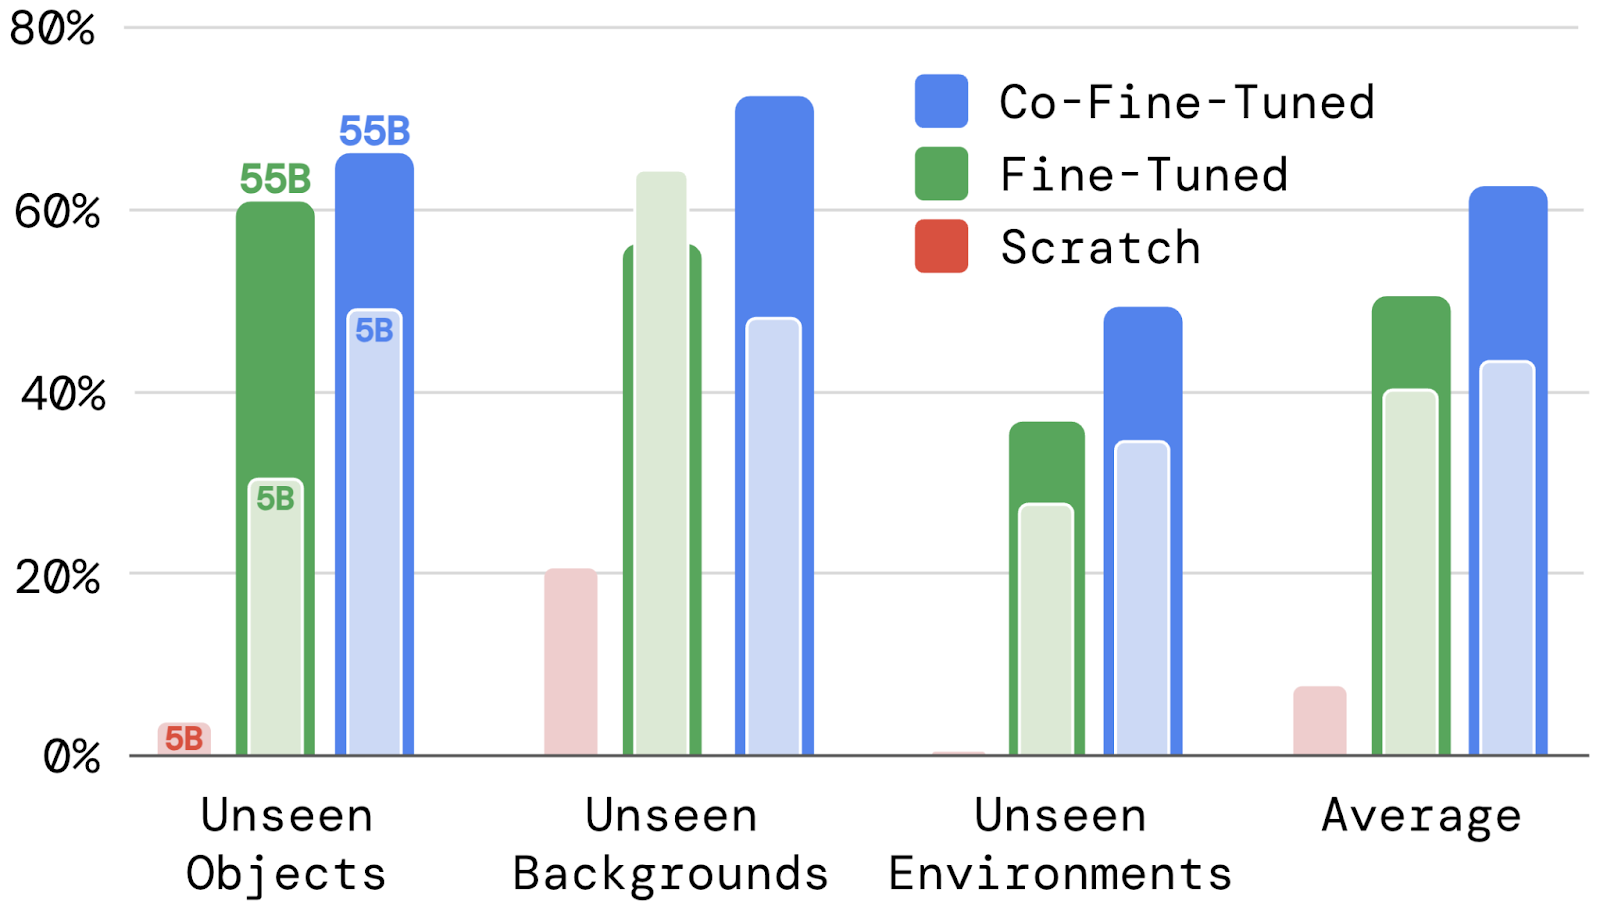 80%
60%
40%
20%
0%
55B
55B
5B
5B
5B
Co-Fine-Tuned
Fine-Tuned
Scratch
Unseen
Objects
Unseen
Backgrounds
Unseen
Environments
Average